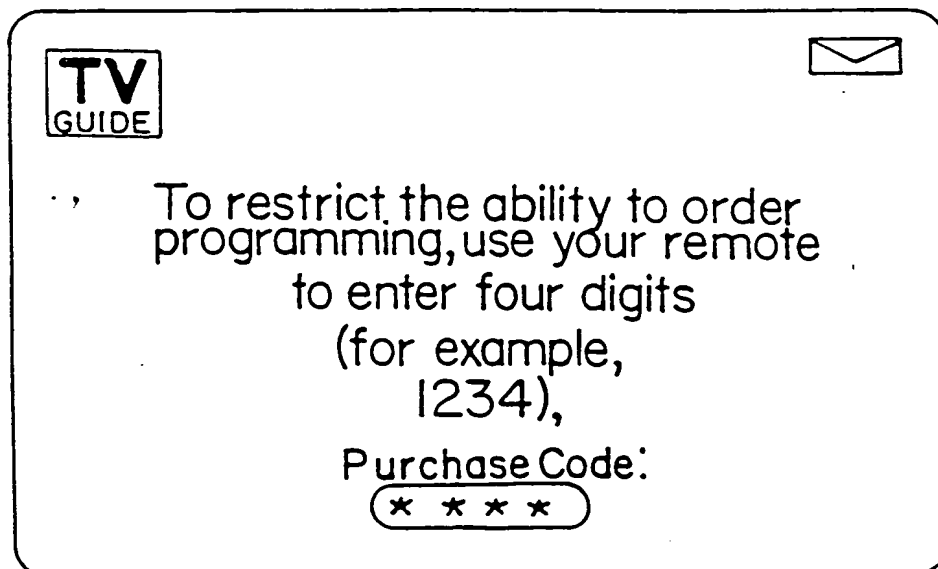 TV
GUIDE
To restrict the ability to order
programming, use your remote
to enter four digits
(for example,
1234),
Purchase Code:
* * * *